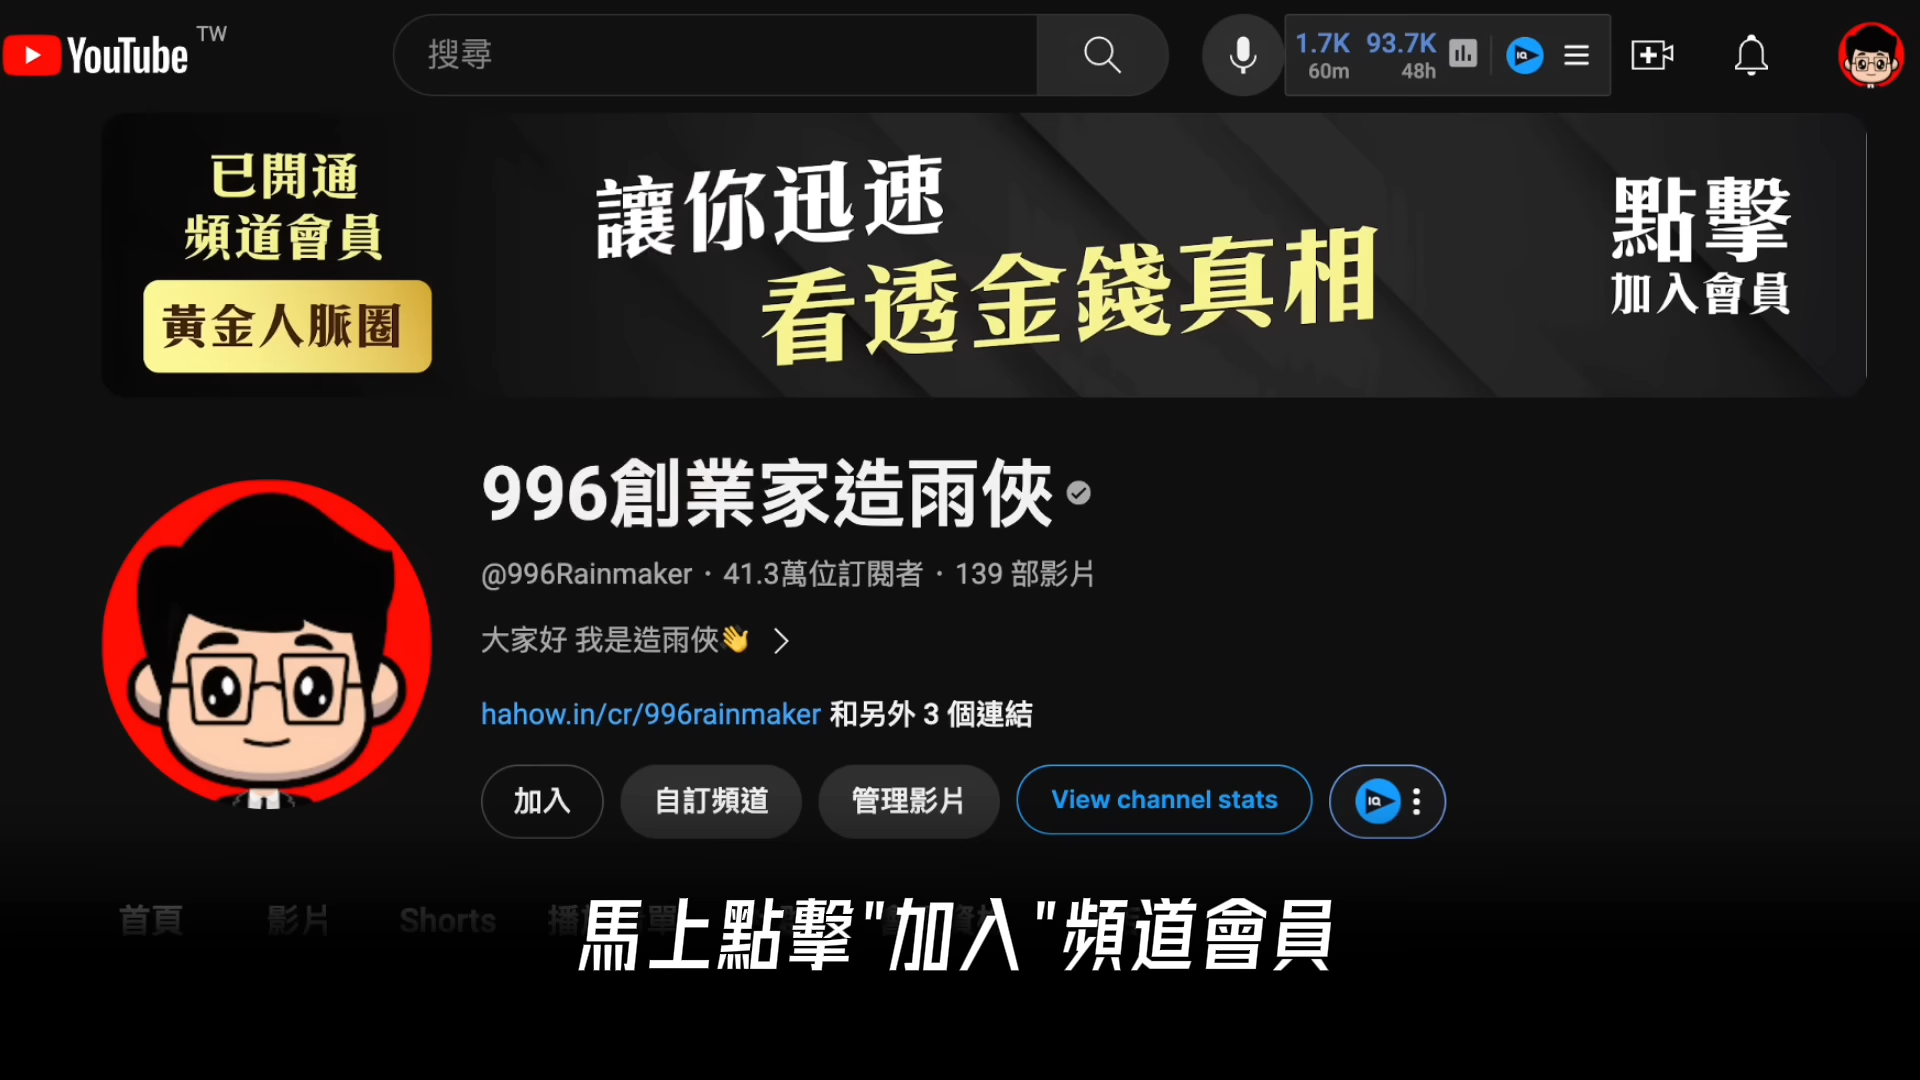 YouTube TW
搜尋
1.7K 93.7K
60m 48h
IQ
已開通
頻道會員
黃金人脈圈
讓你迅速
看透金錢真相
點擊
加入會員
996創業家造雨俠
@996Rainmaker · 41.3萬位訂閱者 · 139 部影片
大家好 我是造雨俠👋
hahow.in/cr/996rainmaker 和另外 3 個連結
加入 自訂頻道 管理影片 View channel stats IQ
首頁 影片 Shorts
馬上點擊"加入"頻道會員